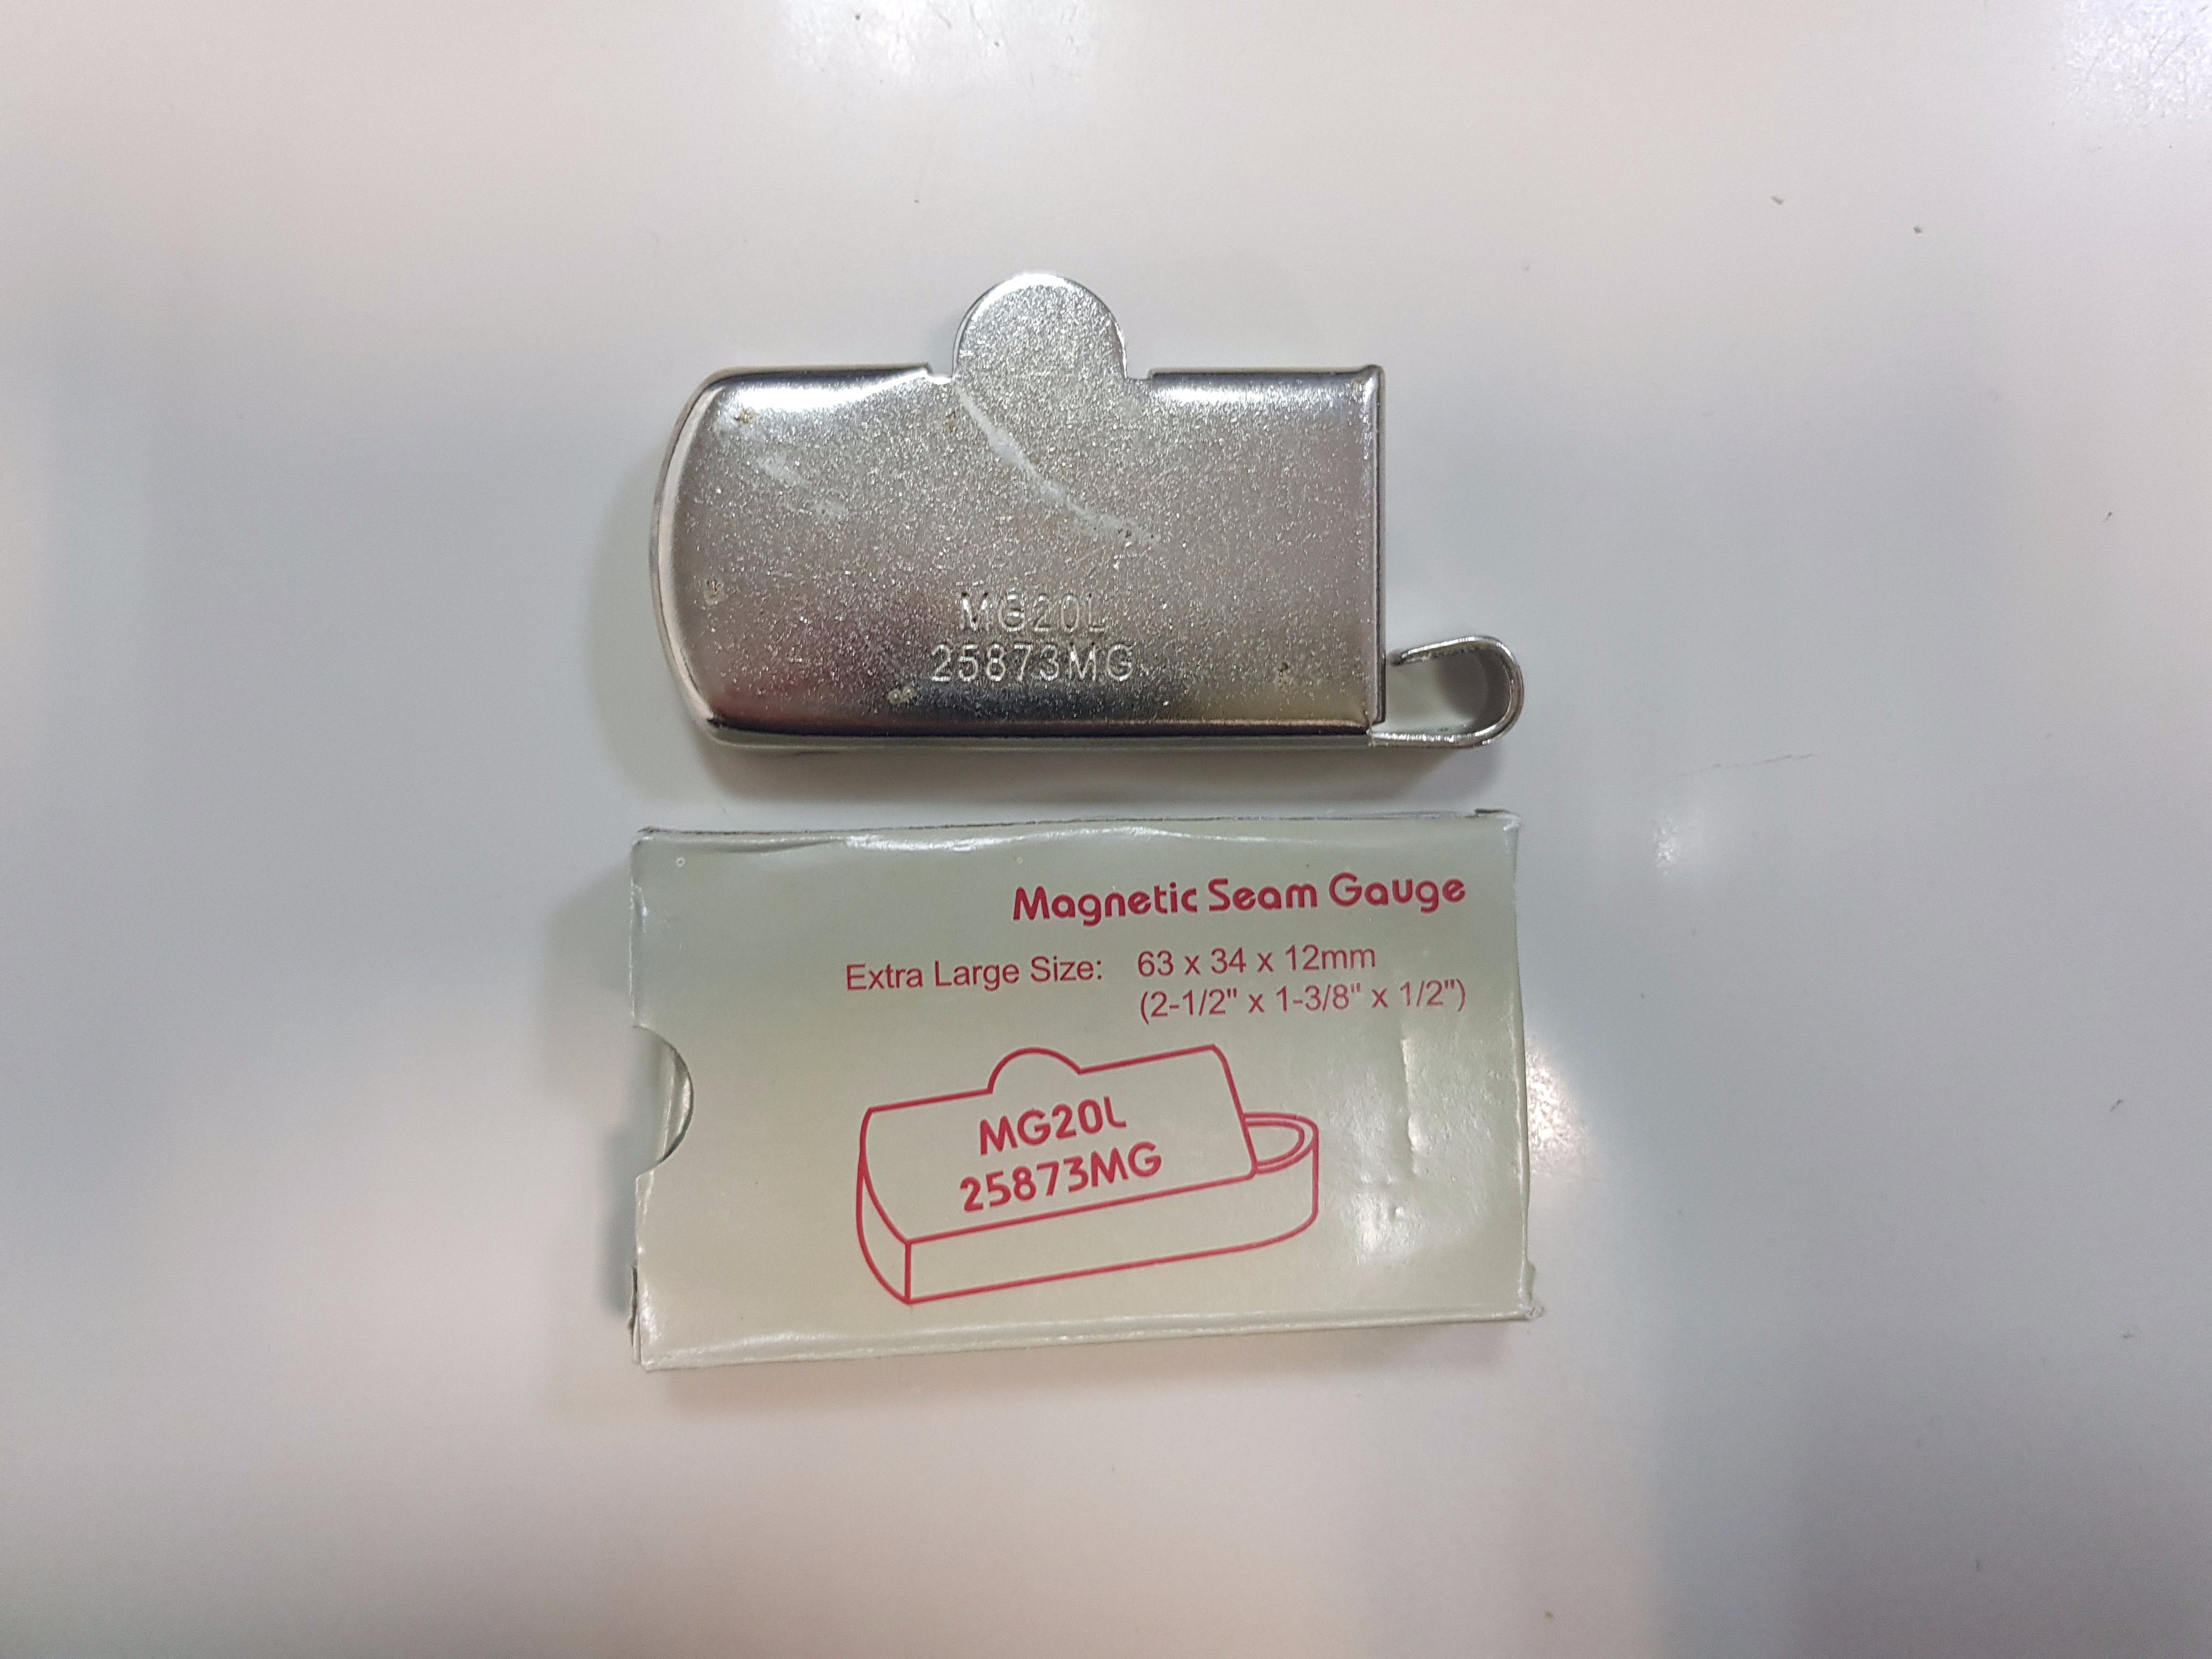 MG20L
25873MG
Magnetic Seam Gauge
Extra Large Size: 63 x 34 x 12mm
(2-1/2" x 1-3/8" x 1/2")
MG20L
25873MG